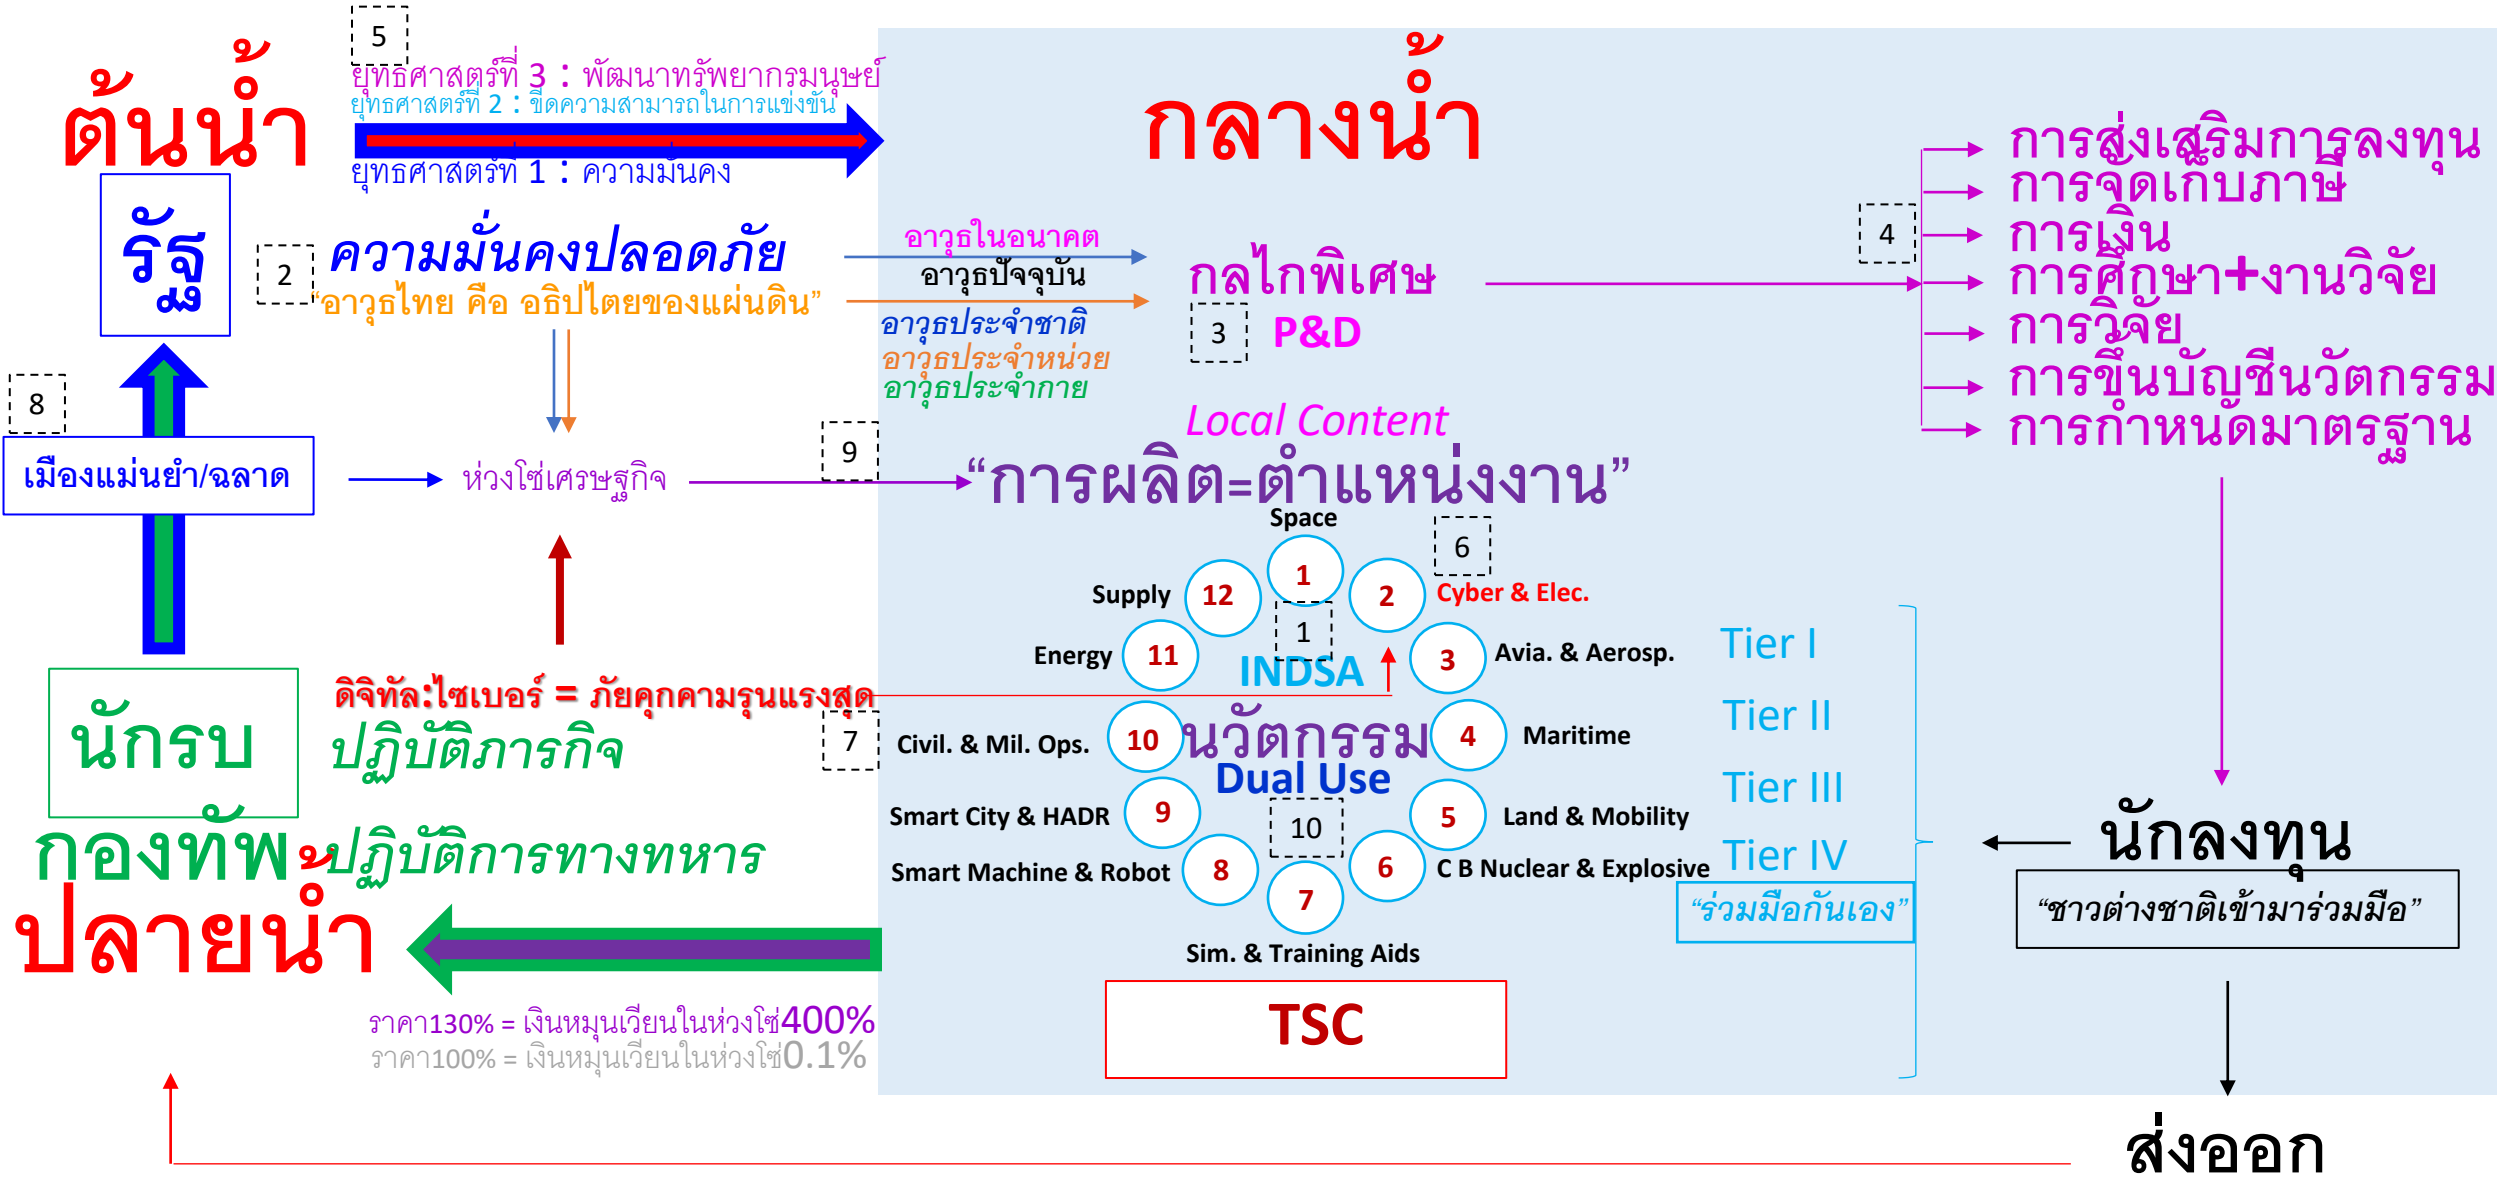 5
ต้นน้ำ
ยุทธศาสตร์ที่ 3 : พัฒนาทรัพยากรมนุษย์
ยุทธศาสตร์ที่ 2 : ขีดความสามารถในการแข่งขัน
ยุทธศาสตร์ที่ 1 : ความมั่นคง
รัฐ
2
ความมั่นคงปลอดภัย
“อาวุธไทย คือ อธิปไตยของแผ่นดิน”
8
เมืองแม่นยำ/ฉลาด
ห่วงโซ่เศรษฐกิจ
9
กลางน้ำ
อาวุธในอนาคต
อาวุธปัจจุบัน
อาวุธประจำชาติ
อาวุธประจำหน่วย
อาวุธประจำกาย
กลไกพิเศษ
3
P&D
Local Content
“การผลิต=ตำแหน่งงาน”
4
การส่งเสริมการลงทุน
การจัดเก็บภาษี
การเงิน
การศึกษา+งานวิจัย
การวิจัย
การขึ้นบัญชีนวัตกรรม
การกำหนดมาตรฐาน
Space
6
1
2
Cyber & Elec.
3
Avia. & Aerosp.
4
Maritime
5
Land & Mobility
6
C B Nuclear & Explosive
7
Sim. & Training Aids
8
Smart Machine & Robot
9
Smart City & HADR
10
Civil. & Mil. Ops.
11
Energy
12
Supply
1
INDSA
นวัตกรรม
Dual Use
10
TSC
Tier I
Tier II
Tier III
Tier IV
“ร่วมมือกันเอง”
นักลงทุน
“ชาวต่างชาติเข้ามาร่วมมือ”
ส่งออก
นักรบ
ดิจิทัล:ไซเบอร์ = ภัยคุกคามรุนแรงสุด
7
ปฏิบัติภารกิจ
กองทัพ
ปฏิบัติการทางทหาร
ปลายน้ำ
ราคา130% = เงินหมุนเวียนในห่วงโซ่400%
ราคา100% = เงินหมุนเวียนในห่วงโซ่0.1%